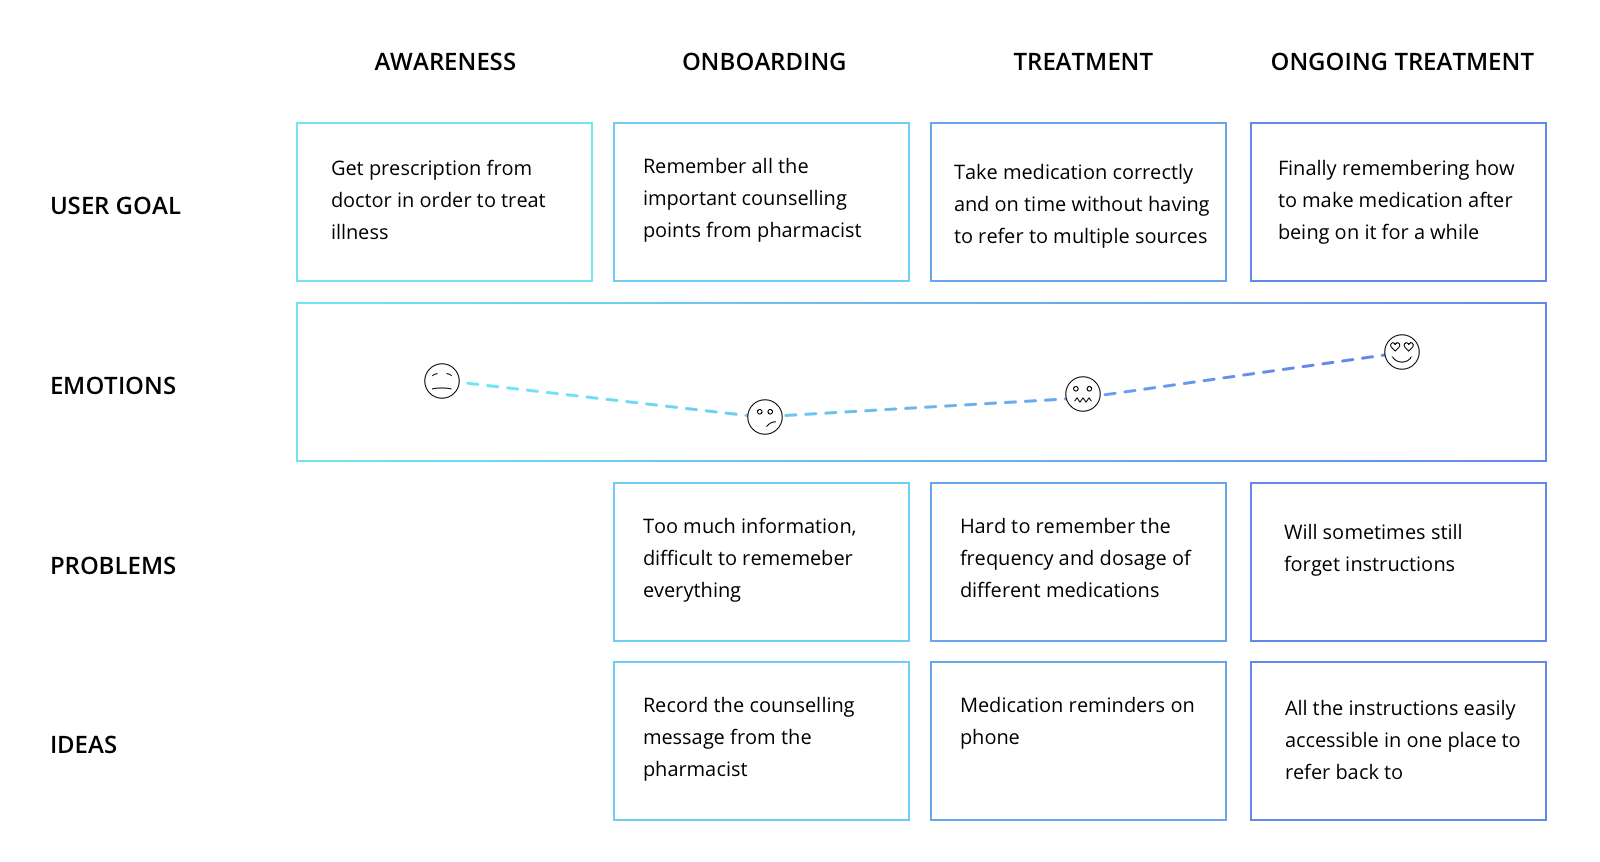 AWARENESS
ONBOARDING
TREATMENT
ONGOING TREATMENT
USER GOAL
Get prescription from
doctor in order to treat
illness
Remember all the
important counselling
points from pharmacist
Take medication correctly
and on time without having
to refer to multiple sources
Finally remembering how
to make medication after
being on it for a while
EMOTIONS
PROBLEMS
Too much information,
difficult to rememeber
everything
Hard to remember the
frequency and dosage of
different medications
Will sometimes still
forget instructions
IDEAS
Record the counselling
message from the
pharmacist
Medication reminders on
phone
All the instructions easily
accessible in one place to
refer back to